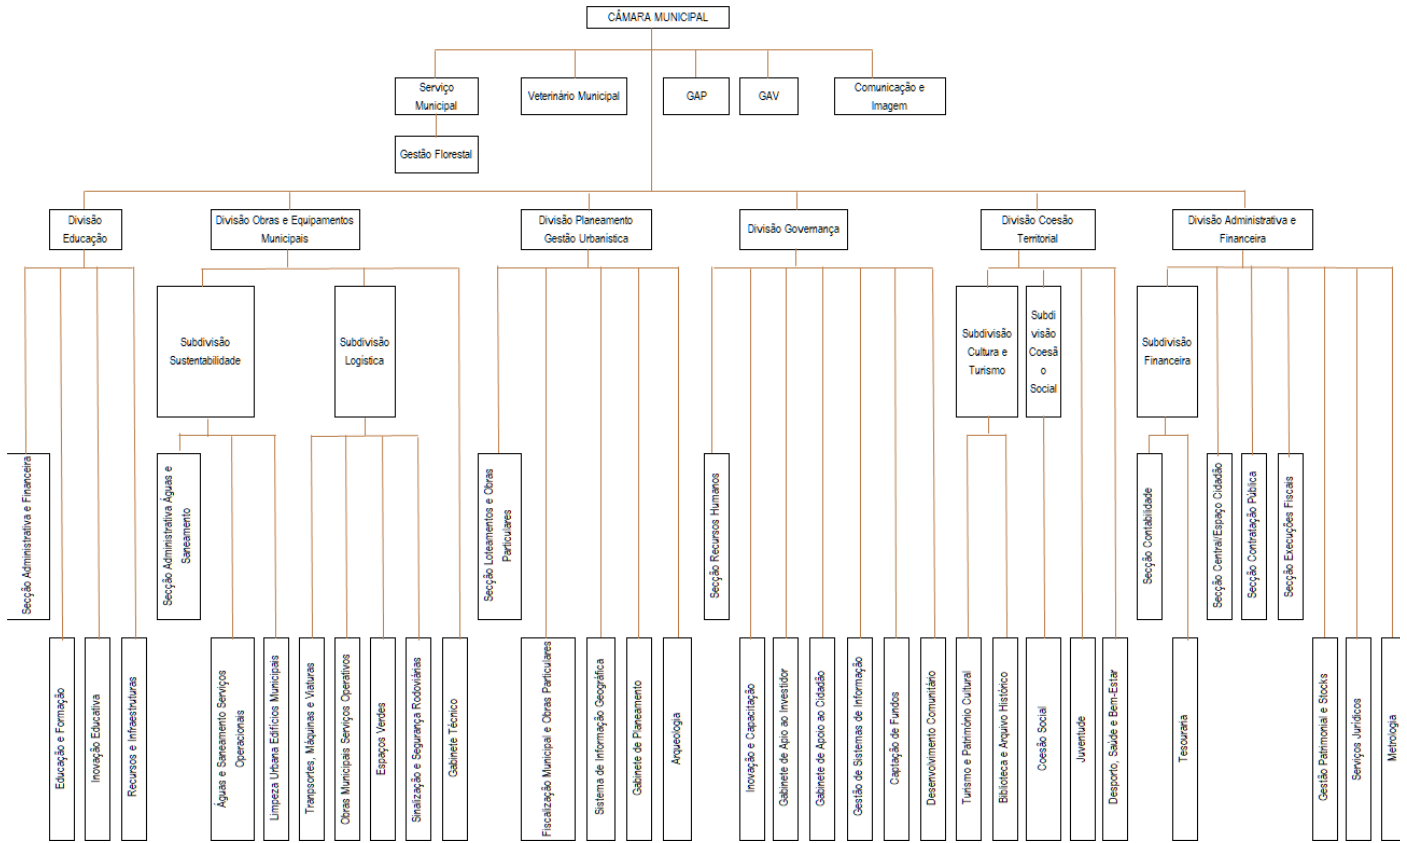 CÂMARA MUNICIPAL
Serviço
Municipal
Veterinário Municipal
GAP
GAV
Comunicação e
Imagem
Gestão Florestal
Divisão
Educação
Divisão Obras e Equipamentos
Municipais
Divisão Planeamento
Gestão Urbanística
Divisão Governança
Divisão Coesão
Territorial
Divisão Administrativa e
Financeira
Subdivisão
Sustentabilidade
Subdivisão
Logistica
Subdivisão
Cultura e
Turismo
Subdi
visão
Coesã
o
Social
Subdivisão
Financeira
Secção Administrativa e Financeira
Secção Administrativa Águas e
Saneamento
Secção Loteamentos e Obras
Particulares
Secção Recursos Humanos
Secção Contabilidade
Secção Central/Espaço Cidadão
Secção Contratação Pública
Secção Execuções Fiscais
Educação e Formação
Inovação Educativa
Recursos e Infraestruturas
Águas e Saneamento Serviços
Operacionais
Limpeza Urbana Edifícios Municipais
Tranpsortes, Máquinas e Viaturas
Obras Municipais Serviços Operativos
Espaços Verdes
Sinalização e Segurança Rodoviárias
Gabinete Técnico
Fiscalização Municipal e Obras Particulares
Sistema de Informação Geográfica
Gabinete de Planeamento
Arqueologia
Inovação e Capacitação
Gabinete de Apio ao Investidor
Gabinete de Apoio ao Cidadão
Gestão de Sistemas de Informação
Captação de Fundos
Desenvolvimento Comunitário
Turismo e Património Cultural
Biblioteca e Arquivo Histórico
Coesão Social
Juventude
Desporto, Saúde e Bem-Estar
Tesouraria
Gestão Patrimonial e Stocks
Serviços Jurídicos
Metrologia